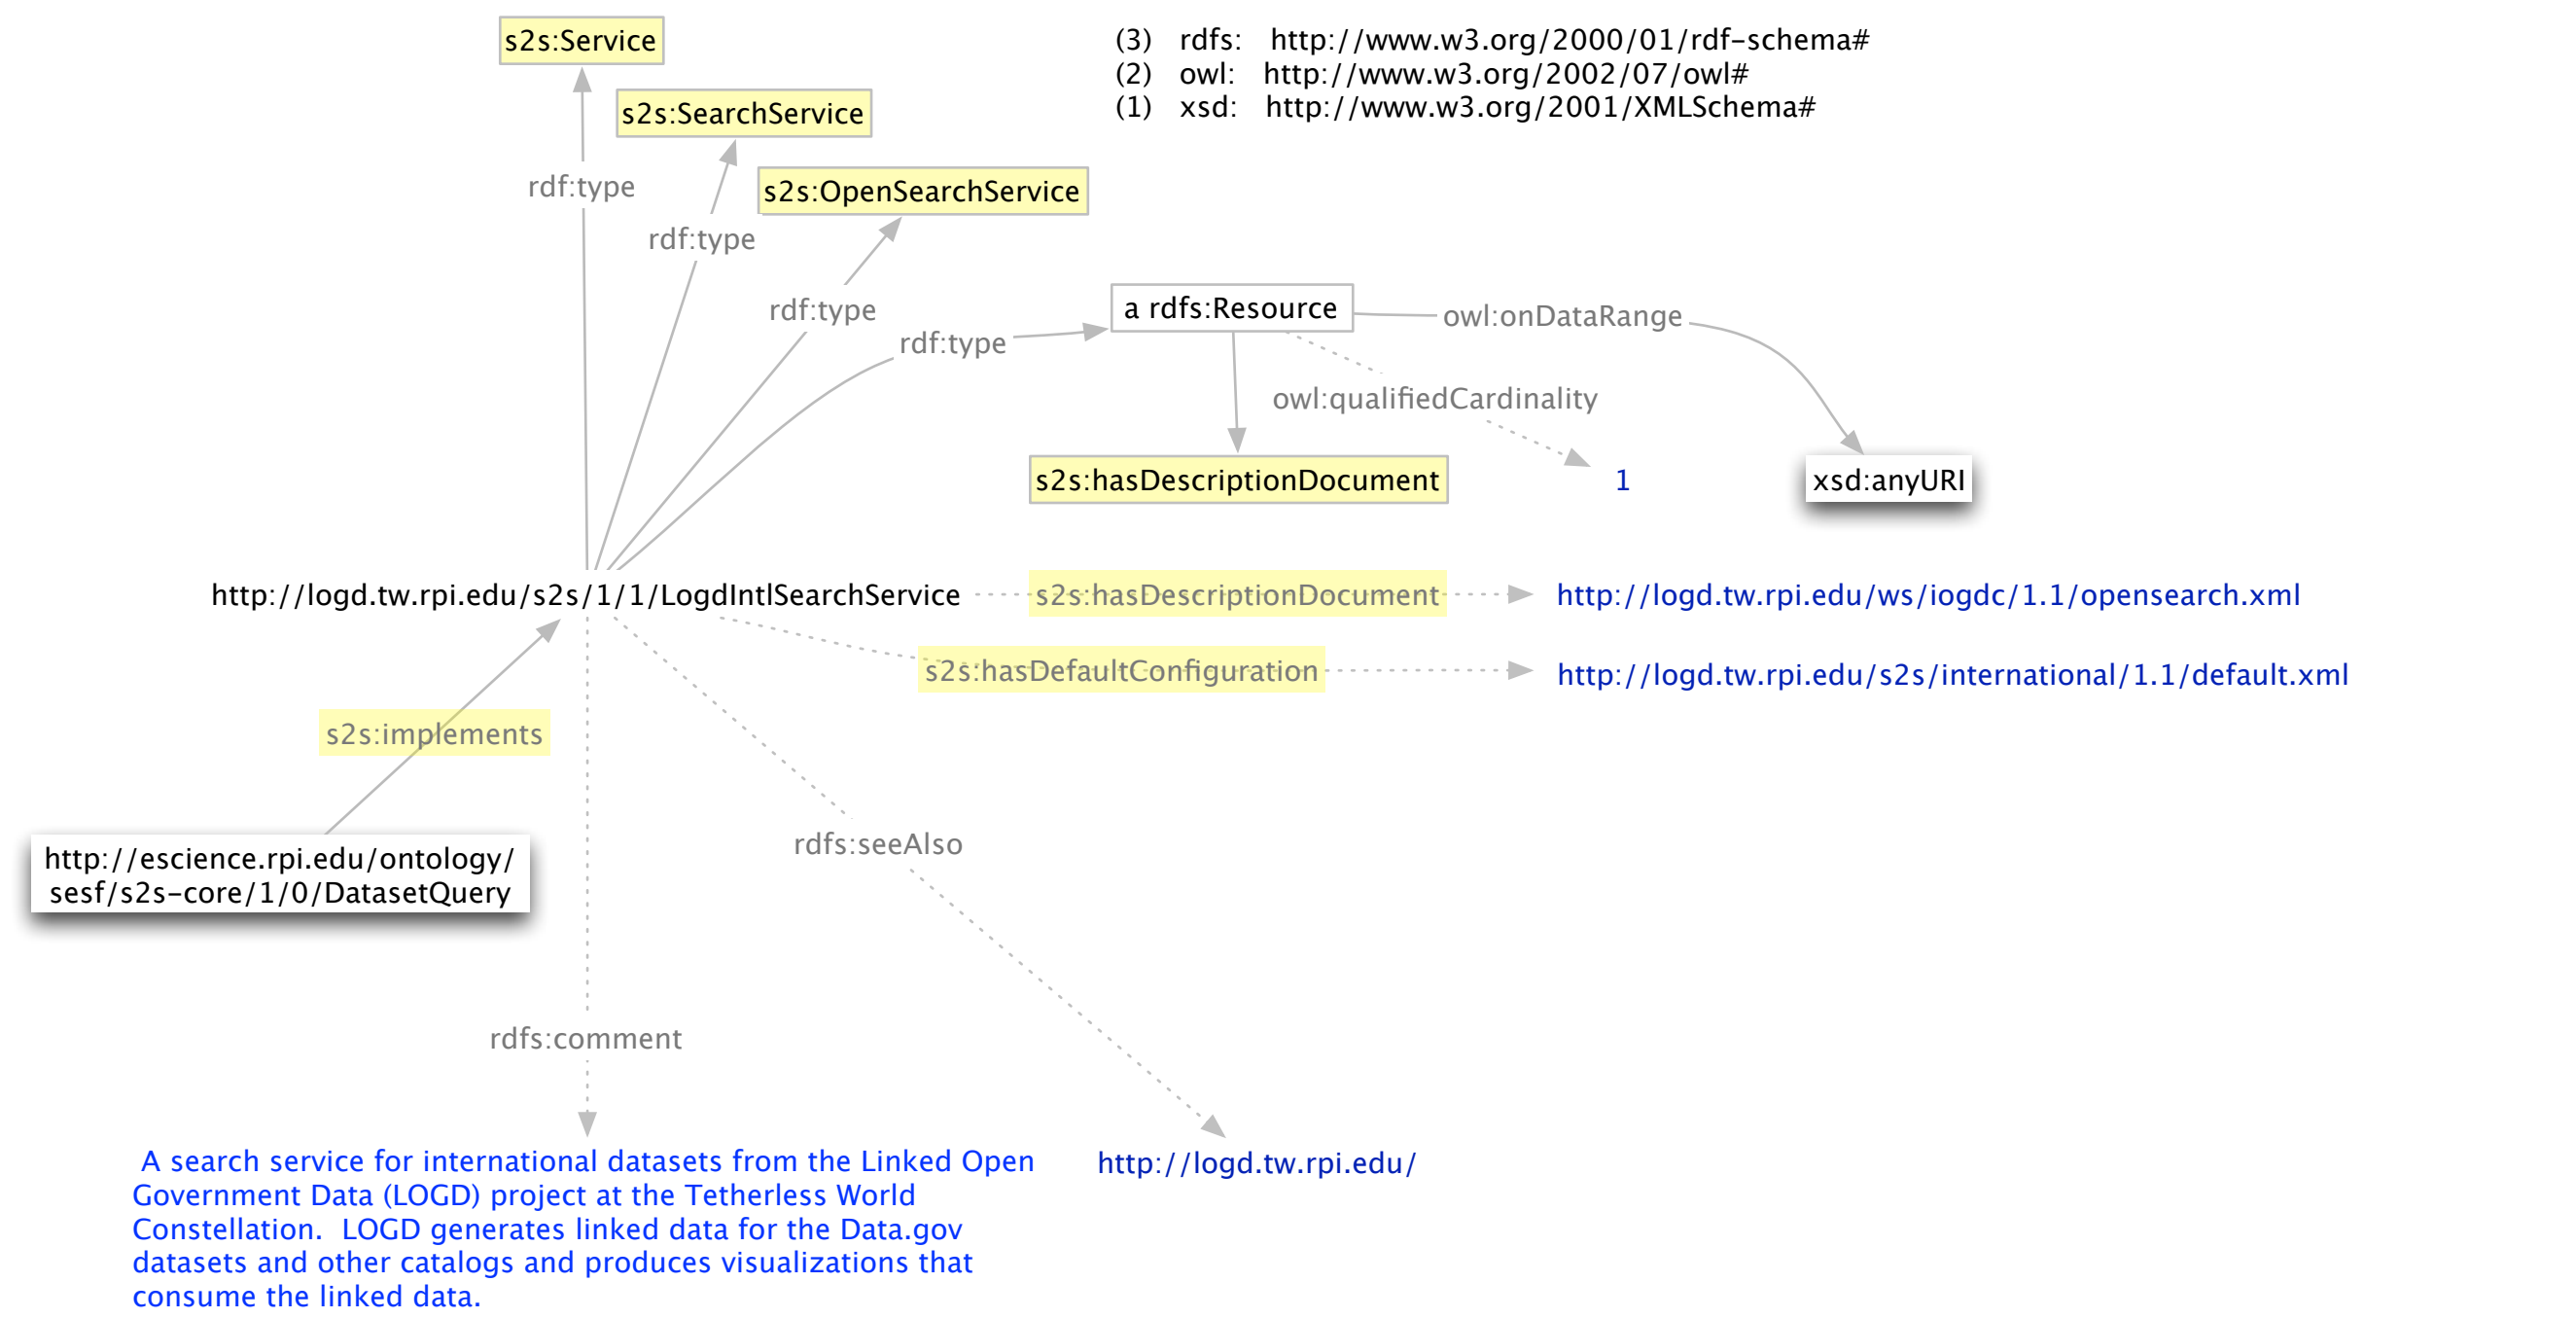 s2s:Service
(3) rdfs: http://www.w3.org/2000/01/rdf-schema#
(2) owl: http://www.w3.org/2002/07/owl#
(1) xsd: http://www.w3.org/2001/XMLSchema#
s2s:SearchService
rdf:type
s2s:OpenSearchService
rdf:type
rdf:type
a rdfs:Resource
owl:onDataRange
rdf:type
owl:qualifiedCardinality
s2s:hasDescriptionDocument
1
xsd:anyURI
http://logd.tw.rpi.edu/s2s/1/1/LogdIntlSearchService
s2s:hasDescriptionDocument
http://logd.tw.rpi.edu/ws/iogdc/1.1/opensearch.xml
s2s:hasDefaultConfiguration
http://logd.tw.rpi.edu/s2s/international/1.1/default.xml
s2s:implements
http://escience.rpi.edu/ontology/
sesf/s2s-core/1/0/DatasetQuery
rdfs:seeAlso
rdfs:comment
A search service for international datasets from the Linked Open
Government Data (LOGD) project at the Tetherless World
Constellation.  LOGD generates linked data for the Data.gov
datasets and other catalogs and produces visualizations that
consume the linked data.
http://logd.tw.rpi.edu/